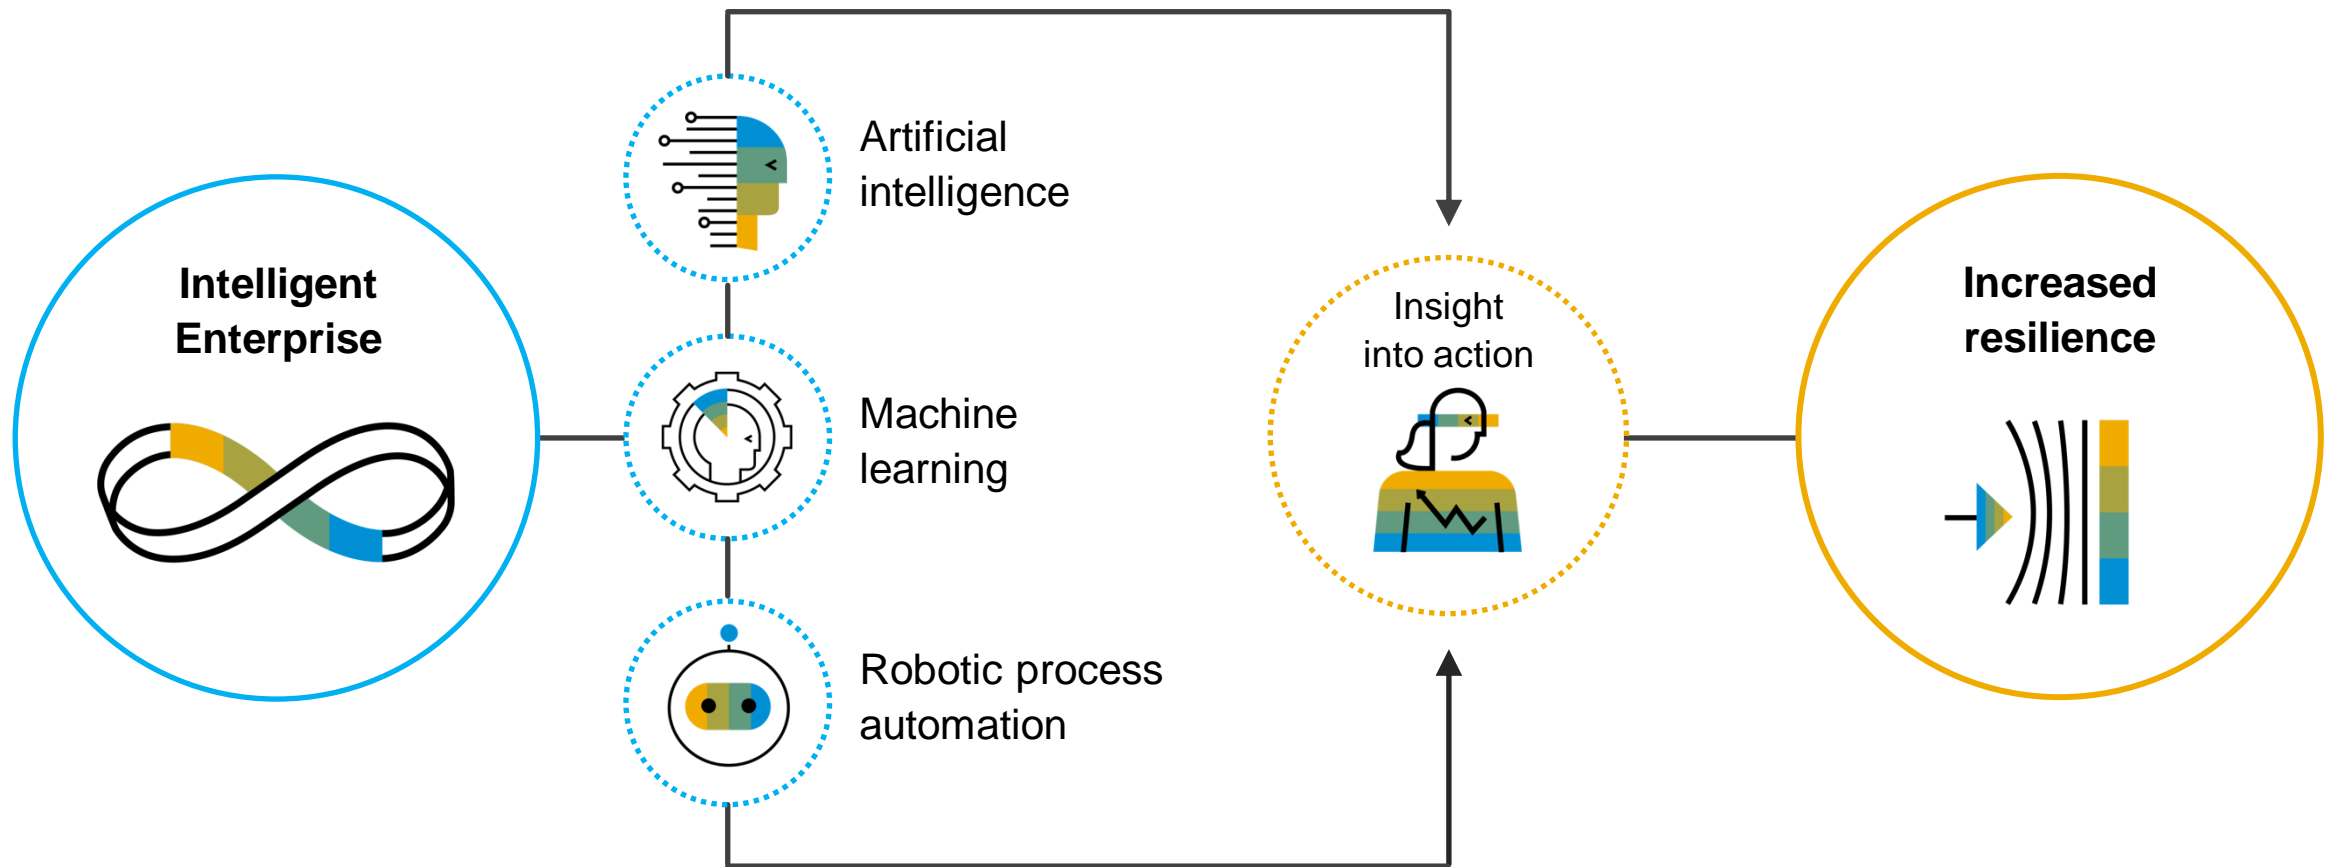 Intelligent
Enterprise
Artificial
intelligence
Machine
learning
Robotic process
automation
Insight
into action
Increased
resilience